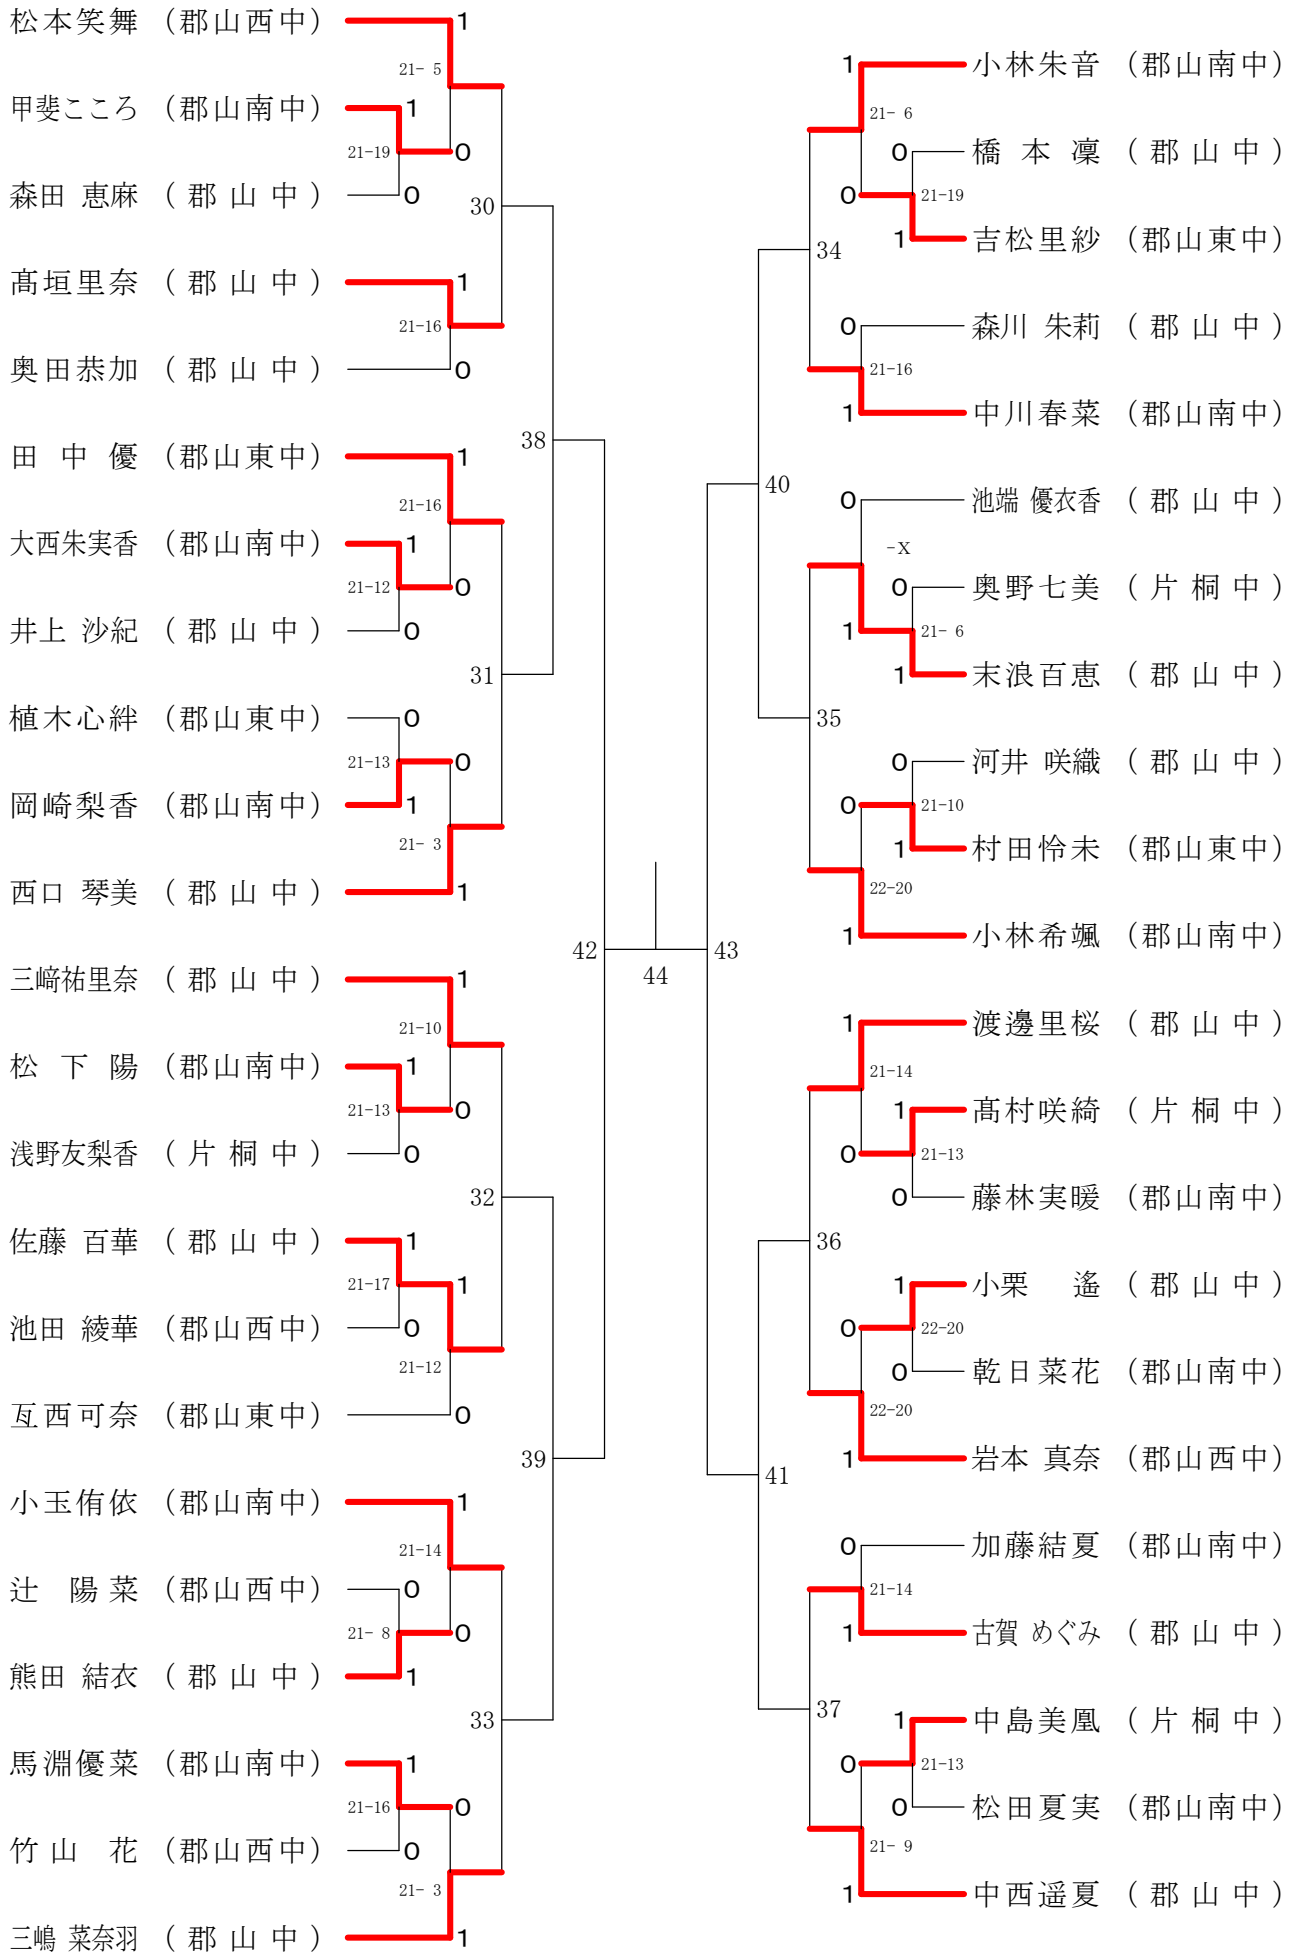 松本笑舞 （郡山西中） 1
21- 5
甲斐こころ （郡山南中） 1
21-19 0
森田 恵麻 （郡山中） 0
30
髙垣里奈 （郡山中） 1
21-16
奥田恭加 （郡山中） 0
38
田中優 （郡山東中） 1
21-16
大西朱実香 （郡山南中） 1
21-12 0
井上 沙紀 （郡山中） 0
31
植木心絆 （郡山東中） 0
21-13 0
岡崎梨香 （郡山南中） 1
21- 3
西口 琴美 （郡山中） 1
42
三﨑祐里奈 （郡山中） 1
21-10
松下陽 （郡山南中） 1
21-13 0
浅野友梨香 （片桐中） 0
32
佐藤 百華 （郡山中） 1
21-17 1
池田 綾華 （郡山西中） 0
21-12
亙西可奈 （郡山東中） 0
39
小玉侑依 （郡山南中） 1
21-14
辻 陽菜 （郡山西中） 0
21- 8 0
熊田 結衣 （郡山中） 1
33
馬淵優菜 （郡山南中） 1
21-16 0
竹山 花 （郡山西中） 0
21- 3
三嶋 菜奈羽 （郡山中） 1
44
1 小林朱音 （郡山南中）
21- 6
0 橋本凜 （郡山中）
0 21-19
1 吉松里紗 （郡山東中）
34
0 森川 朱莉 （郡山中）
21-16
1 中川春菜 （郡山南中）
40
0 池端 優衣香 （郡山中）
-X
0 奥野七美 （片桐中）
1 21- 6
1 末浪百恵 （郡山中）
35
0 河井 咲織 （郡山中）
0 21-10
1 村田怜未 （郡山東中）
22-20
1 小林希颯 （郡山南中）
43
1 渡邊里桜 （郡山中）
21-14
1 髙村咲綺 （片桐中）
0 21-13
0 藤林実暖 （郡山南中）
36
1 小栗 遙 （郡山中）
0 22-20
0 乾日菜花 （郡山南中）
22-20
1 岩本 真奈 （郡山西中）
41
0 加藤結夏 （郡山南中）
21-14
1 古賀 めぐみ （郡山中）
37
1 中島美凰 （片桐中）
0 21-13
0 松田夏実 （郡山南中）
21- 9
1 中西遥夏 （郡山中）